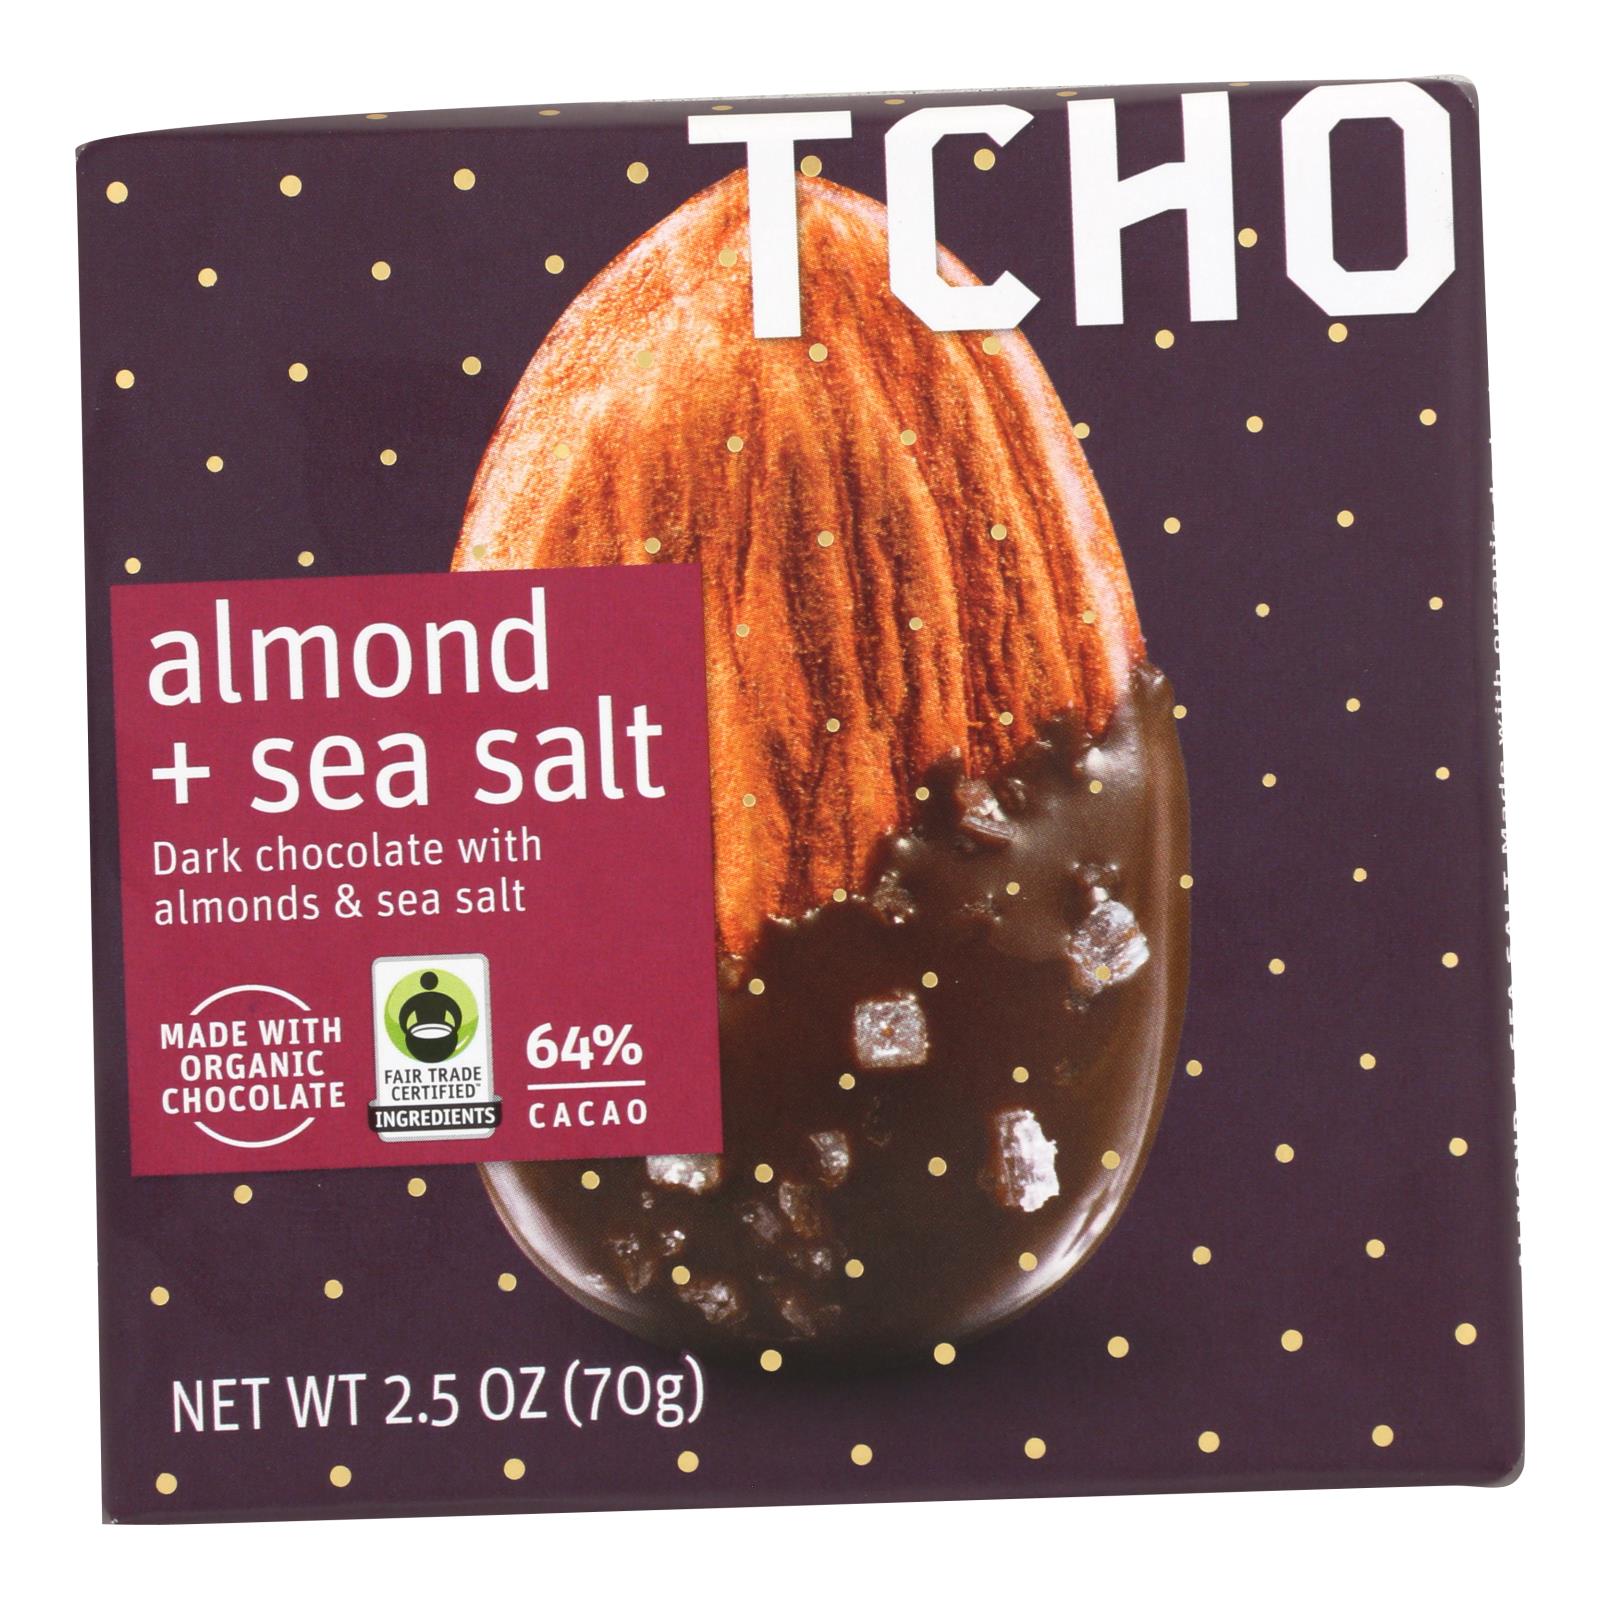 TCHO
almond
+ sea salt
Dark chocolate with
almonds & sea salt
MADE WITH
ORGANIC
CHOCOLATE
FAIR TRADE
CERTIFIED™
INGREDIENTS
64%
CACAO
NET WT 2.5 OZ (70g)